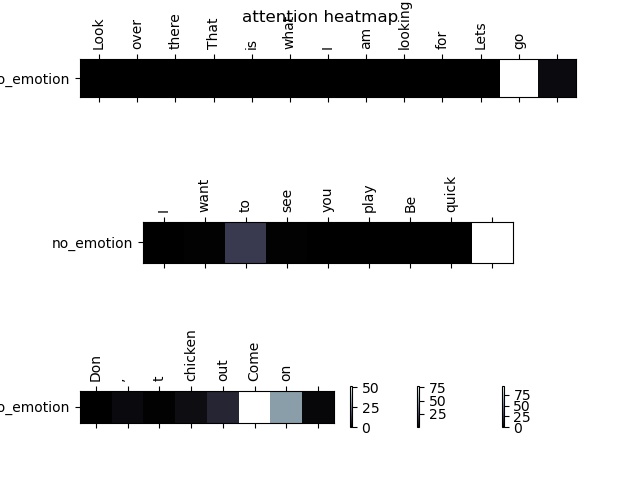 attention heatmap
Look over there That is what I am looking for Lets go
o_emotion
I want to see you play Be quick
no_emotion
Don , t chicken out Come on
o_emotion
50
25
0
75
50
25
75
50
25
0